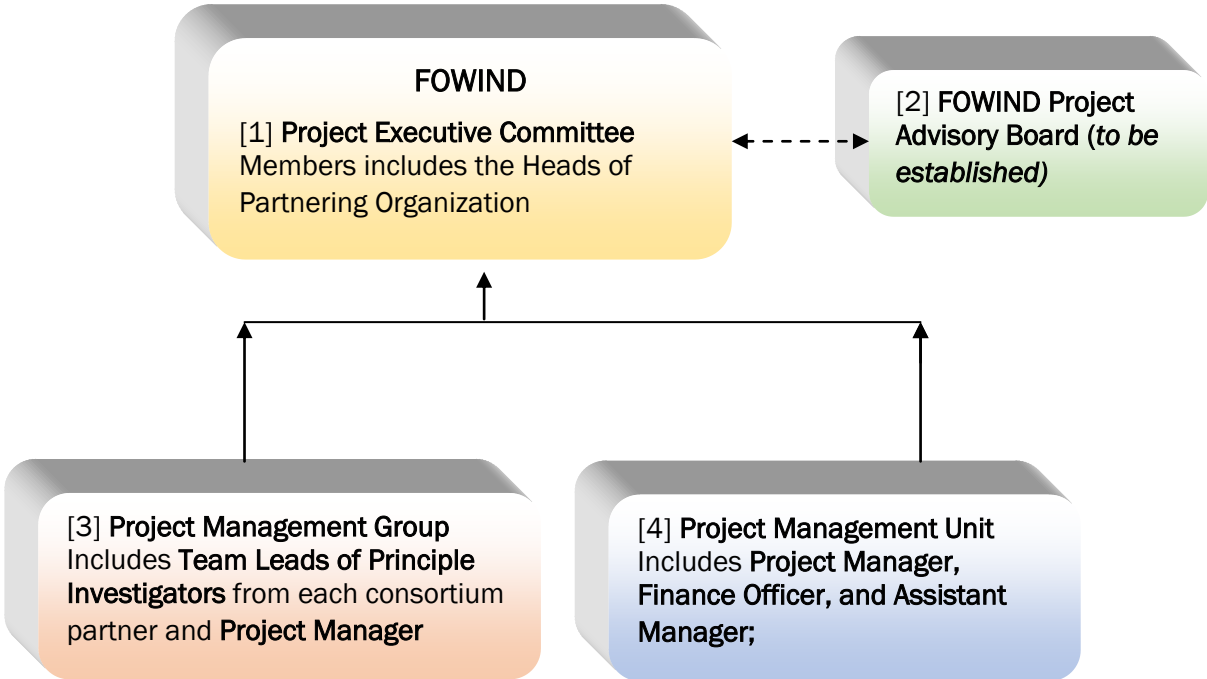 FOWIND
[1] Project Executive Committee
Members includes the Heads of
Partnering Organization
[2] FOWIND Project
Advisory Board (to be
established)
[3] Project Management Group
Includes Team Leads of Principle
Investigators from each consortium
partner and Project Manager
[4] Project Management Unit
Includes Project Manager,
Finance Officer, and Assistant
Manager;